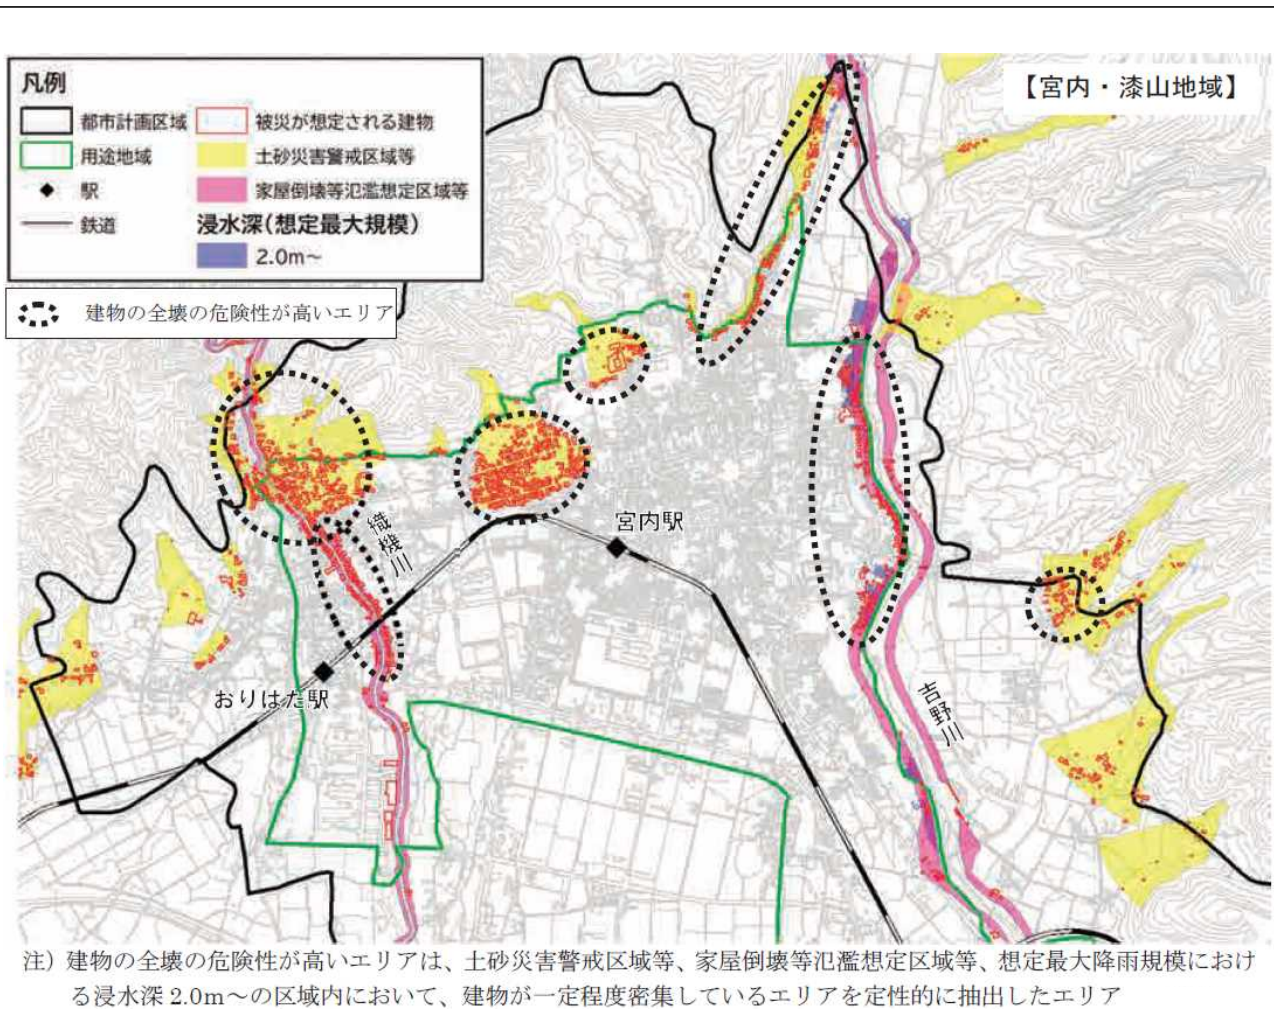 【宮内・漆山地域】
凡例
都市計画区域
被災が想定される建物
用途地域
土砂災害警戒区域等
駅
家屋倒壊等氾濫想定区域等
鉄道
浸水深(想定最大規模)
2.0m～
建物の全壊の危険性が高いエリア
織機川
宮内駅
おりはた駅
吉野川
注）建物の全壊の危険性が高いエリアは、土砂災害警戒区域等、家屋倒壊等氾濫想定区域等、想定最大降雨規模におけ
る浸水深 2.0m～の区域内において、建物が一定程度密集しているエリアを定性的に抽出したエリア